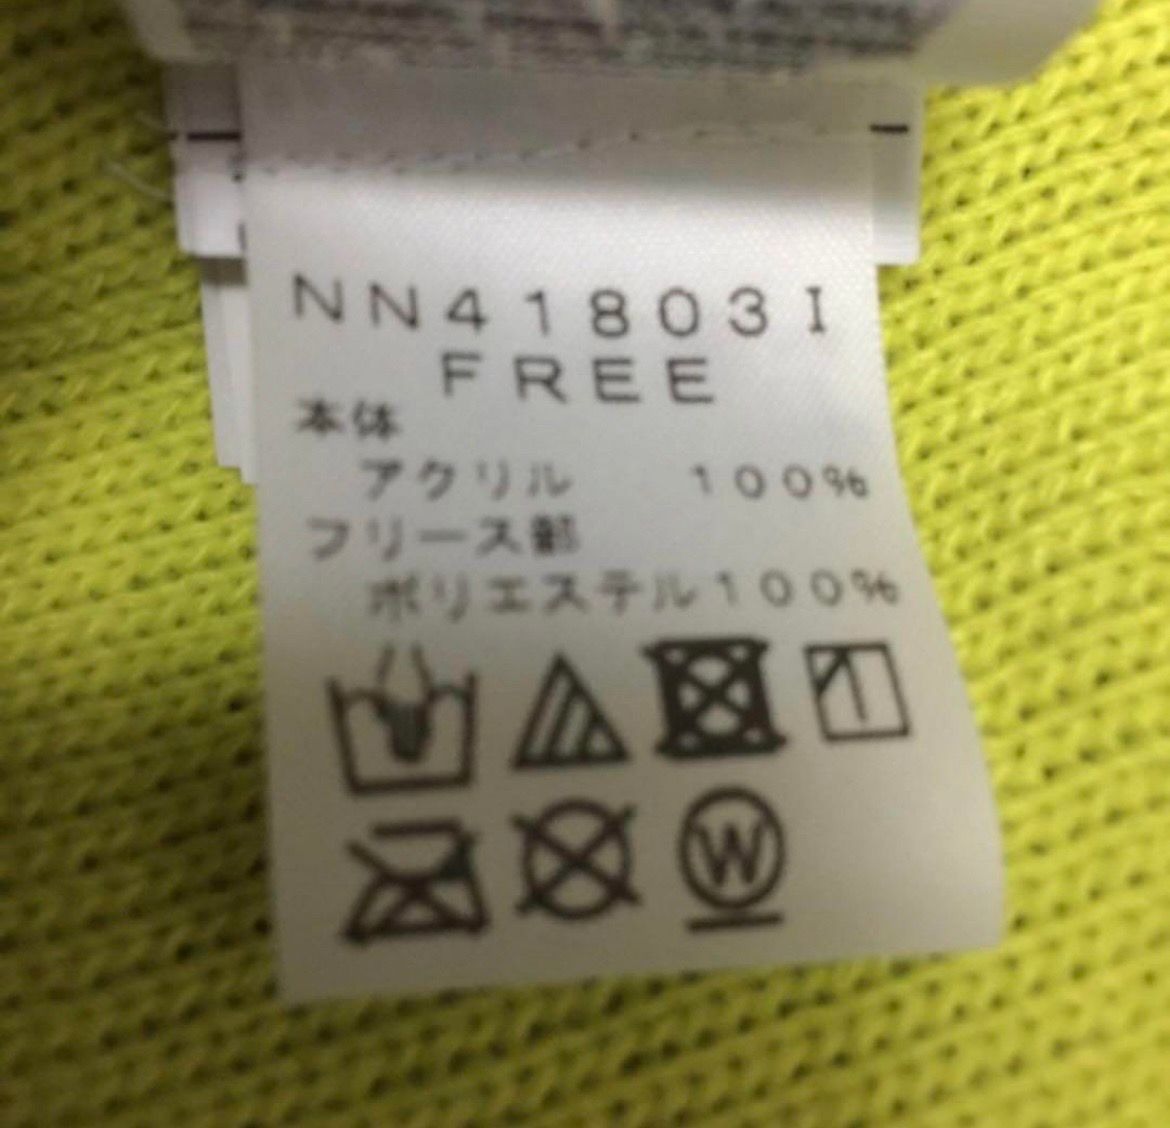 NN41803I
FREE
本体
アクリル 100%
フリース部
ポリエステル100%
W